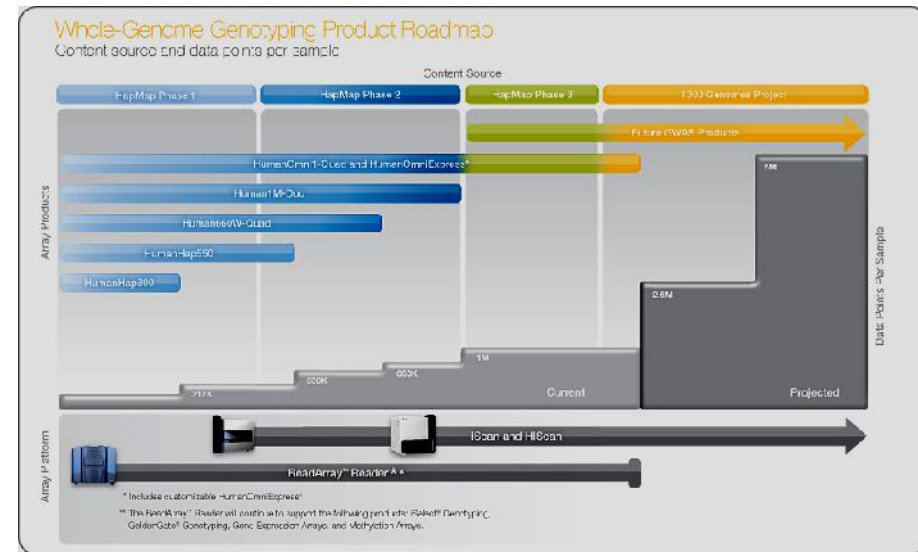 Whole-Genome Genotyping Product Roadmap
Content source and data points per sample
Content Source
HapMap Phase 1
HapMap Phase 2
HapMap Phase 3
1000 Genomes Project
Future GWAS Products
HumanOmni1-Quad and HumanOmniExpress*
Human1M-Duo
Human660W-Quad
HumanHap550
HumanHap300
Array Products
Data Points Per Sample
317K
550K
660K
1M
2.5M
5M
Current
Projected
Array Platform
iScan and HiScan
BeadArray™ Reader**
* Includes customizable HumanOmniExpress+
** The BeadArray™ Reader will continue to support the following products: iSelect® Genotyping,
GoldenGate® Genotyping, Gene Expression Arrays, and Methylation Arrays.